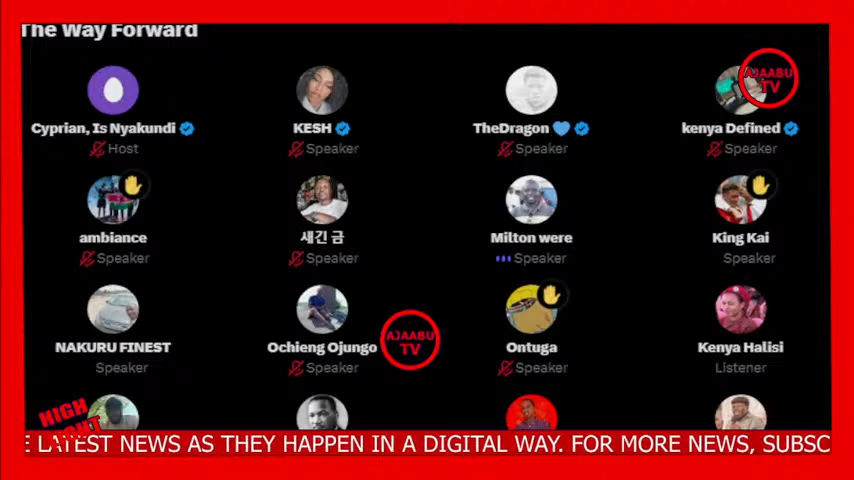 The Way Forward
AJAABU
TV
Cyprian, Is Nyakundi
KESH
TheDragon 💙
kenya Defined
Host
Speaker
Speaker
Speaker
ambiance
새긴 금
Milton were
King Kai
Speaker
Speaker
Speaker
Speaker
NAKURU FINEST
Ochieng Ojungo
AJAABU
TV
Ontuga
Kenya Halisi
Speaker
Speaker
Speaker
Listener
HIGH
E LATEST NEWS AS THEY HAPPEN IN A DIGITAL WAY. FOR MORE NEWS, SUBSC